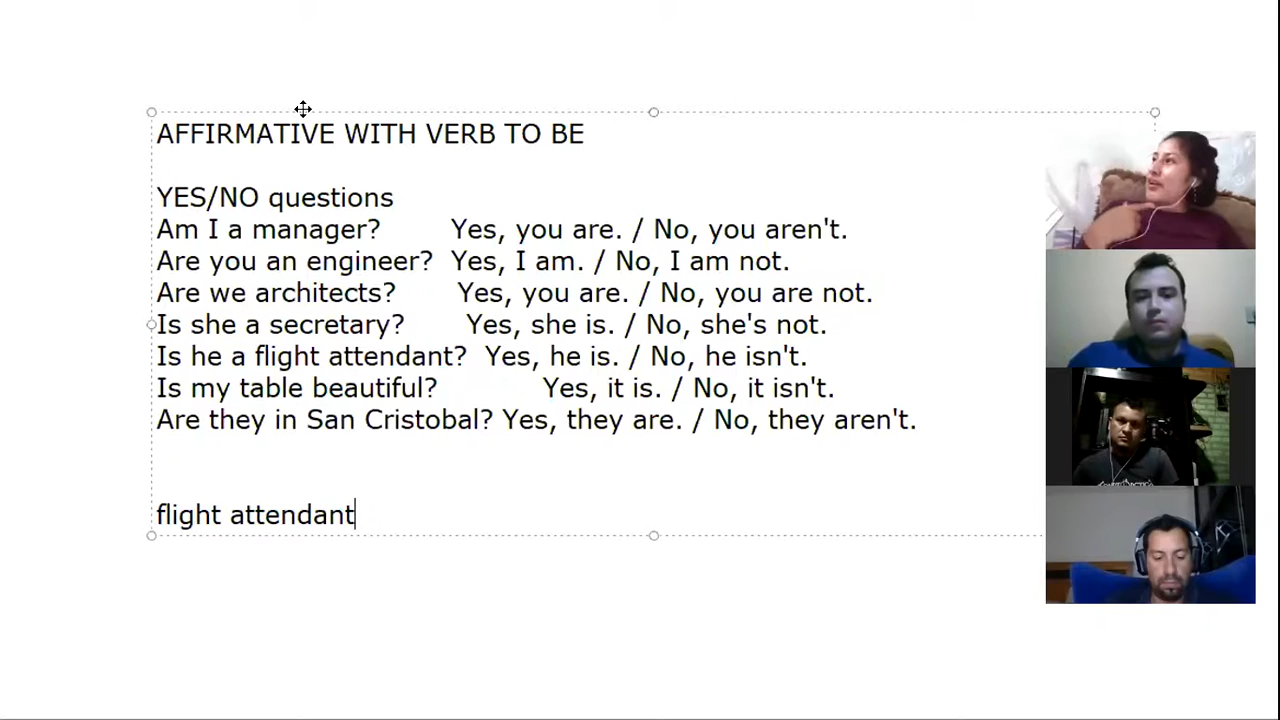 AFFIRMATIVE WITH VERB TO BE
YES/NO questions
Am I a manager? Yes, you are. / No, you aren't.
Are you an engineer? Yes, I am. / No, I am not.
Are we architects? Yes, you are. / No, you are not.
Is she a secretary? Yes, she is. / No, she's not.
Is he a flight attendant? Yes, he is. / No, he isn't.
Is my table beautiful? Yes, it is. / No, it isn't.
Are they in San Cristobal? Yes, they are. / No, they aren't.
flight attendant